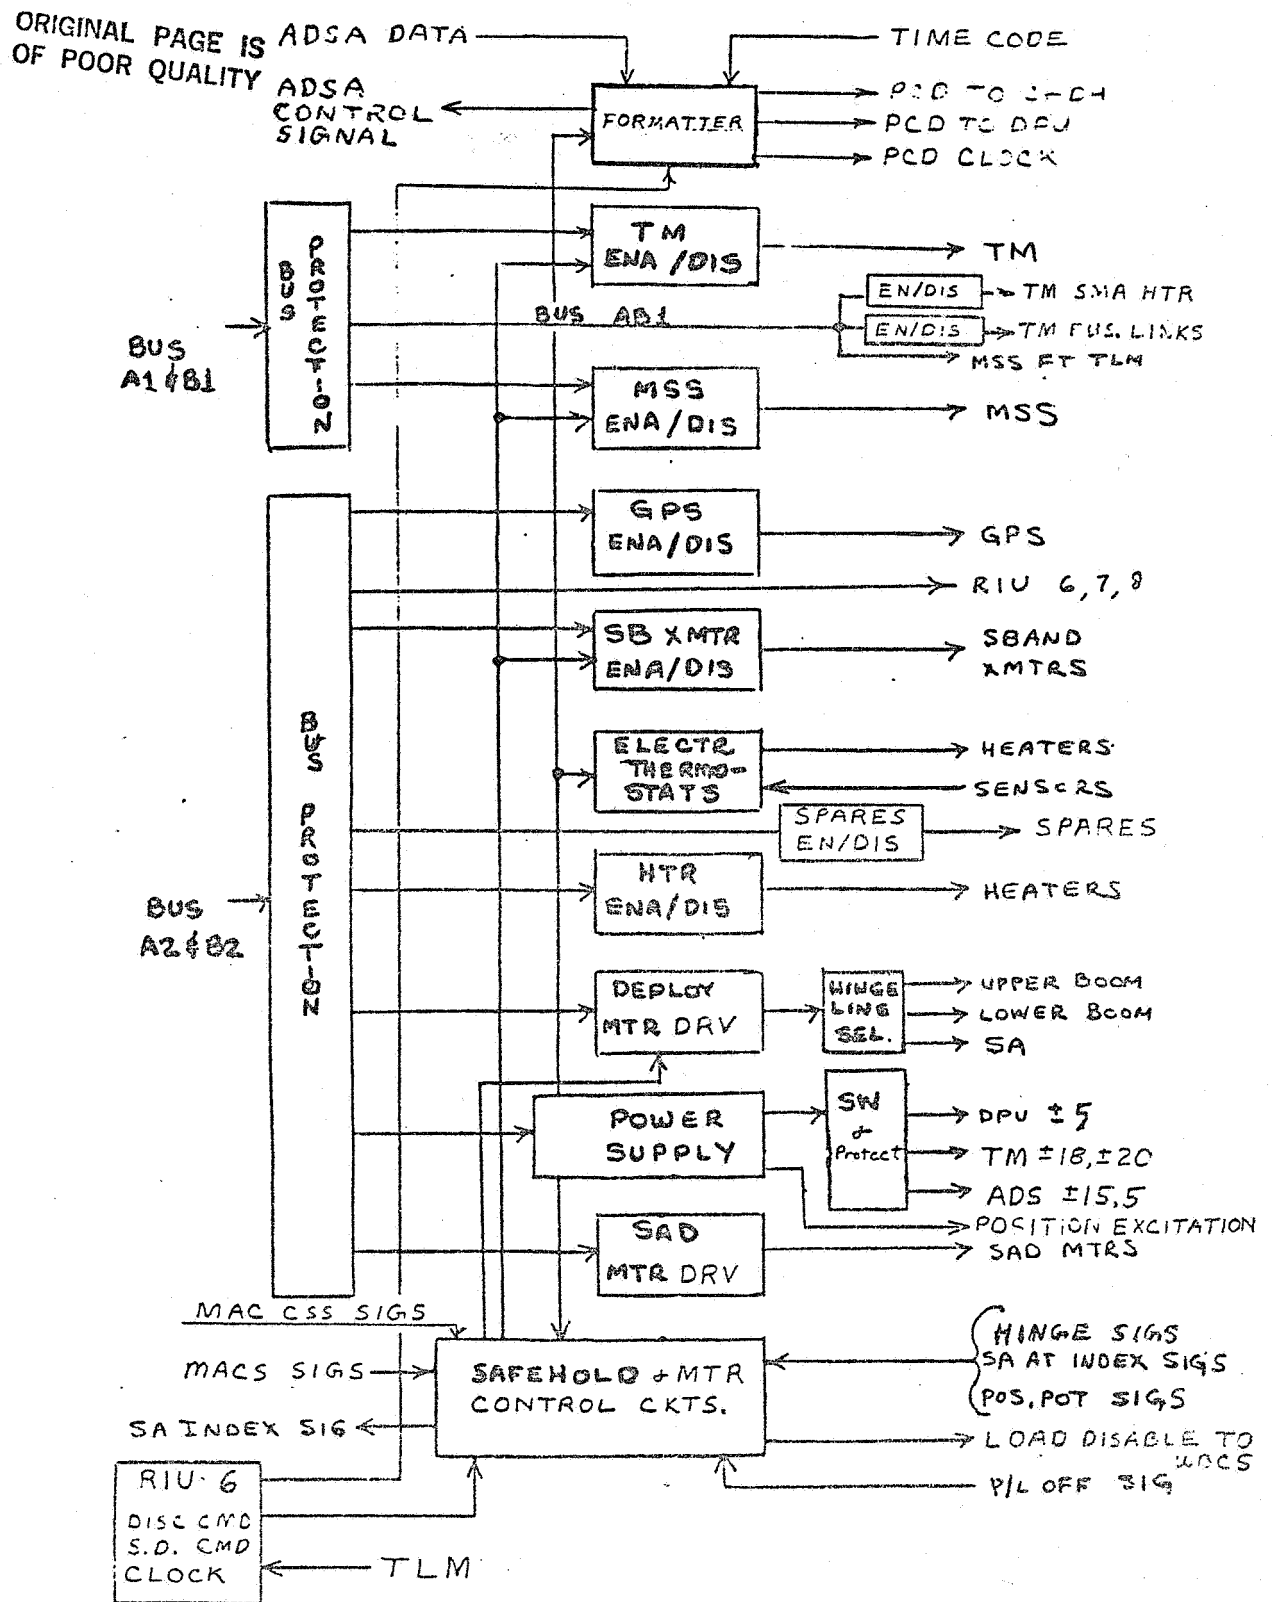 ORIGINAL PAGE IS
OF POOR QUALITY
ADSA DATA
TIME CODE
ADSA
CONTROL
SIGNAL
FORMATTER
PCD TO
PCD TO DPU
PCD CLOCK
BUS
PROTECTION
TM
ENA/DIS
TM
BUS AB1
EN/DIS
TM SMA HTR
EN/DIS
TM FUS. LINKS
MSS FT TLM
BUS
A1 & B1
MSS
ENA/DIS
MSS
GPS
ENA/DIS
GPS
RIU 6, 7, 8
SB XMTR
ENA/DIS
SBAND
XMTRS
BUS PROTECTION
ELECTR
THERMO-
STATS
HEATERS
SENSORS
SPARES
EN/DIS
SPARES
HTR
ENA/DIS
HEATERS
BUS
A2 & B2
DEPLOY
MTR DRV
HINGE
LINE
SEL.
UPPER BOOM
LOWER BOOM
SA
POWER
SUPPLY
SW
&
Protect
DPU ±5
TM ±18, ±20
ADS ±15, 5
POSITION EXCITATION
SAD
MTR DRV
SAD MTRS
MAC CSS SIGS
MACS SIGS
SA INDEX SIG
SAFEHOLD & MTR
CONTROL CKTS.
HINGE SIGS
SA AT INDEX SIGS
POS. POT SIGS
LOAD DISABLE TO
P/L OFF SIG
RIU 6
DISC CMD
S.D. CMD
CLOCK
TLM